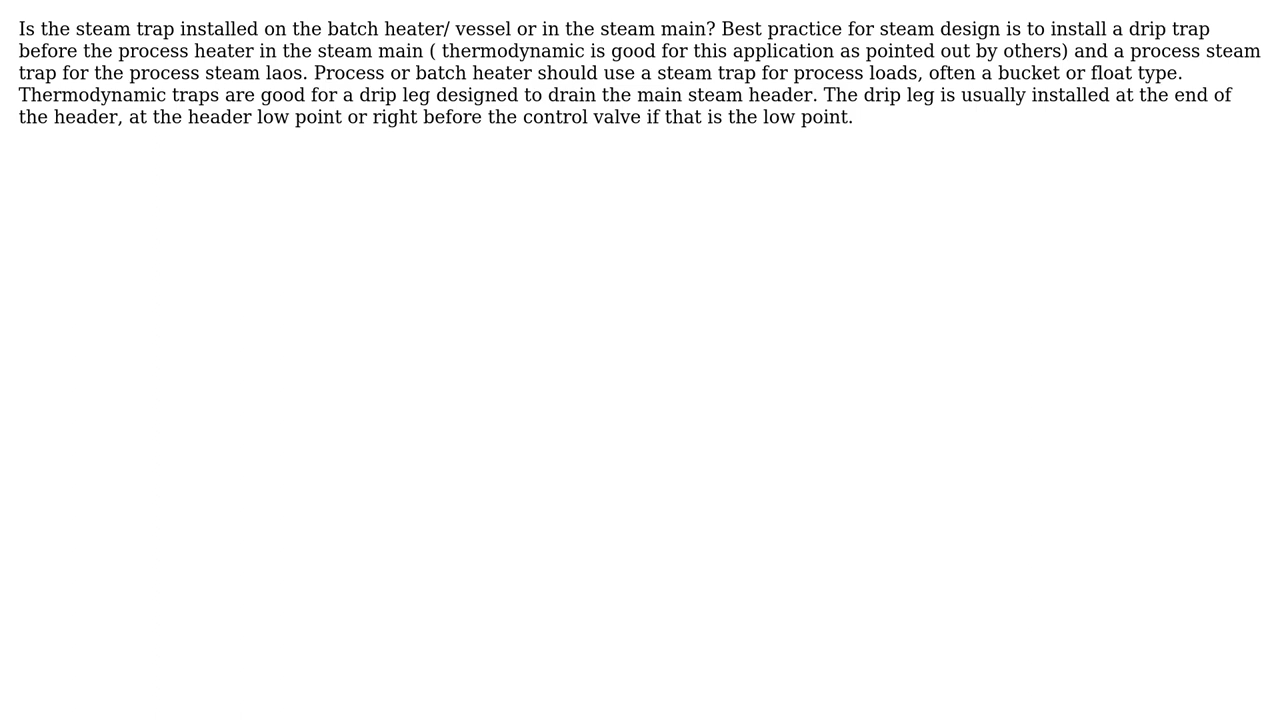 Is the steam trap installed on the batch heater/ vessel or in the steam main? Best practice for steam design is to install a drip trap
before the process heater in the steam main ( thermodynamic is good for this application as pointed out by others) and a process steam
trap for the process steam laos. Process or batch heater should use a steam trap for process loads, often a bucket or float type.
Thermodynamic traps are good for a drip leg designed to drain the main steam header. The drip leg is usually installed at the end of
the header, at the header low point or right before the control valve if that is the low point.